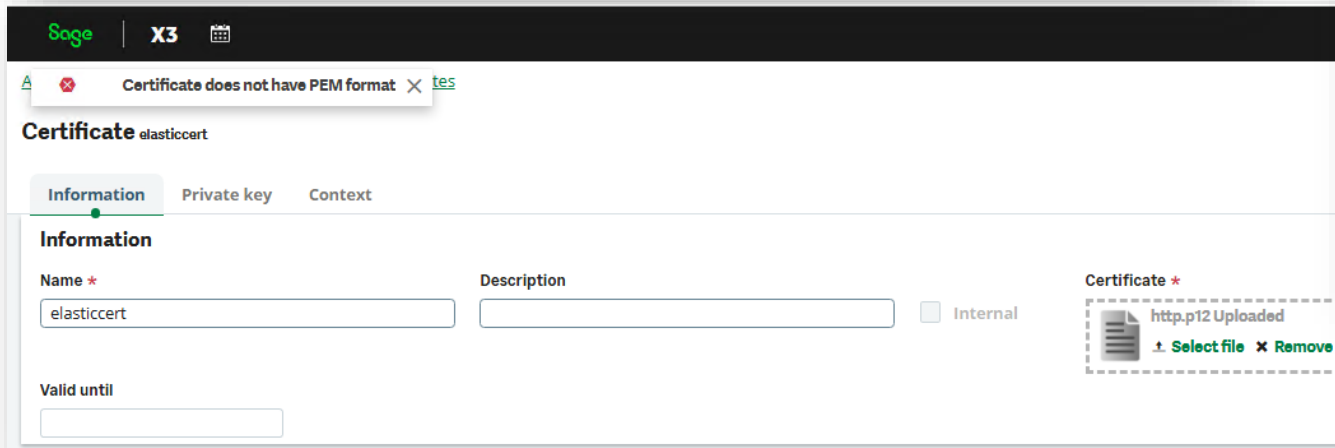 Sage X3
A
Certificate does not have PEM format
tes
Certificate elasticcert
Information Private key Context
Information
Name *
Description
Certificate *
elasticcert
Internal
http.p12 Uploaded
Select file Remove
Valid until